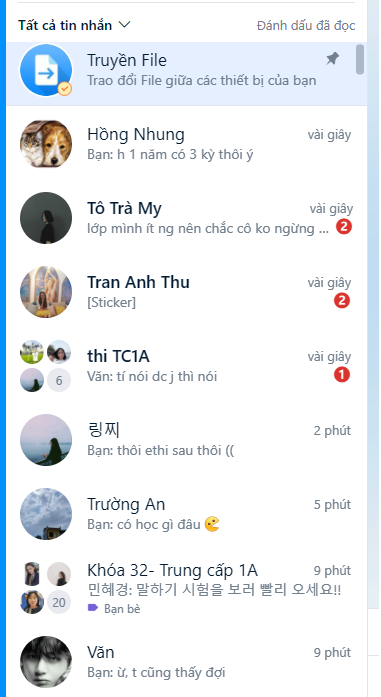 Tất cả tin nhắn Đánh dấu đã đọc
Truyền File
Trao đổi File giữa các thiết bị của bạn
Hồng Nhung vài giây
Bạn: h 1 năm có 3 kỳ thôi ý
Tô Trà My vài giây
lớp mình ít ng nên chắc cô ko ngừng ... 2
Tran Anh Thu vài giây
[Sticker] 2
thi TC1A vài giây
6 Văn: tí nói dc j thì nói 1
링찌 2 phút
Bạn: thôi ethi sau thôi ((
Trường An 5 phút
Bạn: có học gì đâu
Khóa 32- Trung cấp 1A 9 phút
민혜경: 말하기 시험을 보러 빨리 오세요!!
20 Bạn bè
Văn 9 phút
Bạn: ừ, t cũng thấy đợi